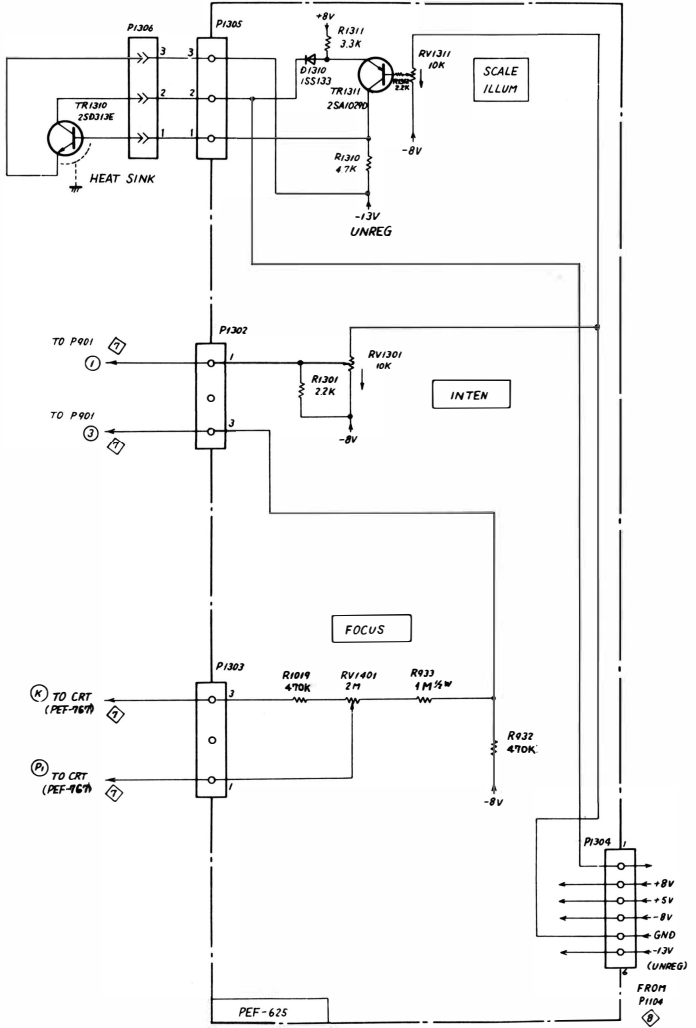 P1306
P1305
+8V
R1311
3.3K
D1310
1SS133
TR1311
2SA1029D
2.2K
RV1311
10K
-8V
SCALE
ILLUM
3
3
2
2
1
1
TR1310
2SD313E
HEAT SINK
R1310
4.7K
-13V
UNREG
P1302
TO P901
7
1
1
RV1301
10K
R1301
2.2K
-8V
INTEN
TO P901
3
7
3
FOCUS
P1303
K TO CRT
(PEF-767)
7
3
R1019
470K
RV1401
2M
R933
1M ½W
R932
470K
-8V
P1 TO CRT
(PEF-767)
7
1
P1304
1
+8V
+5V
-8V
GND
-13V
(UNREG)
6
FROM
P1104
8
PEF-625